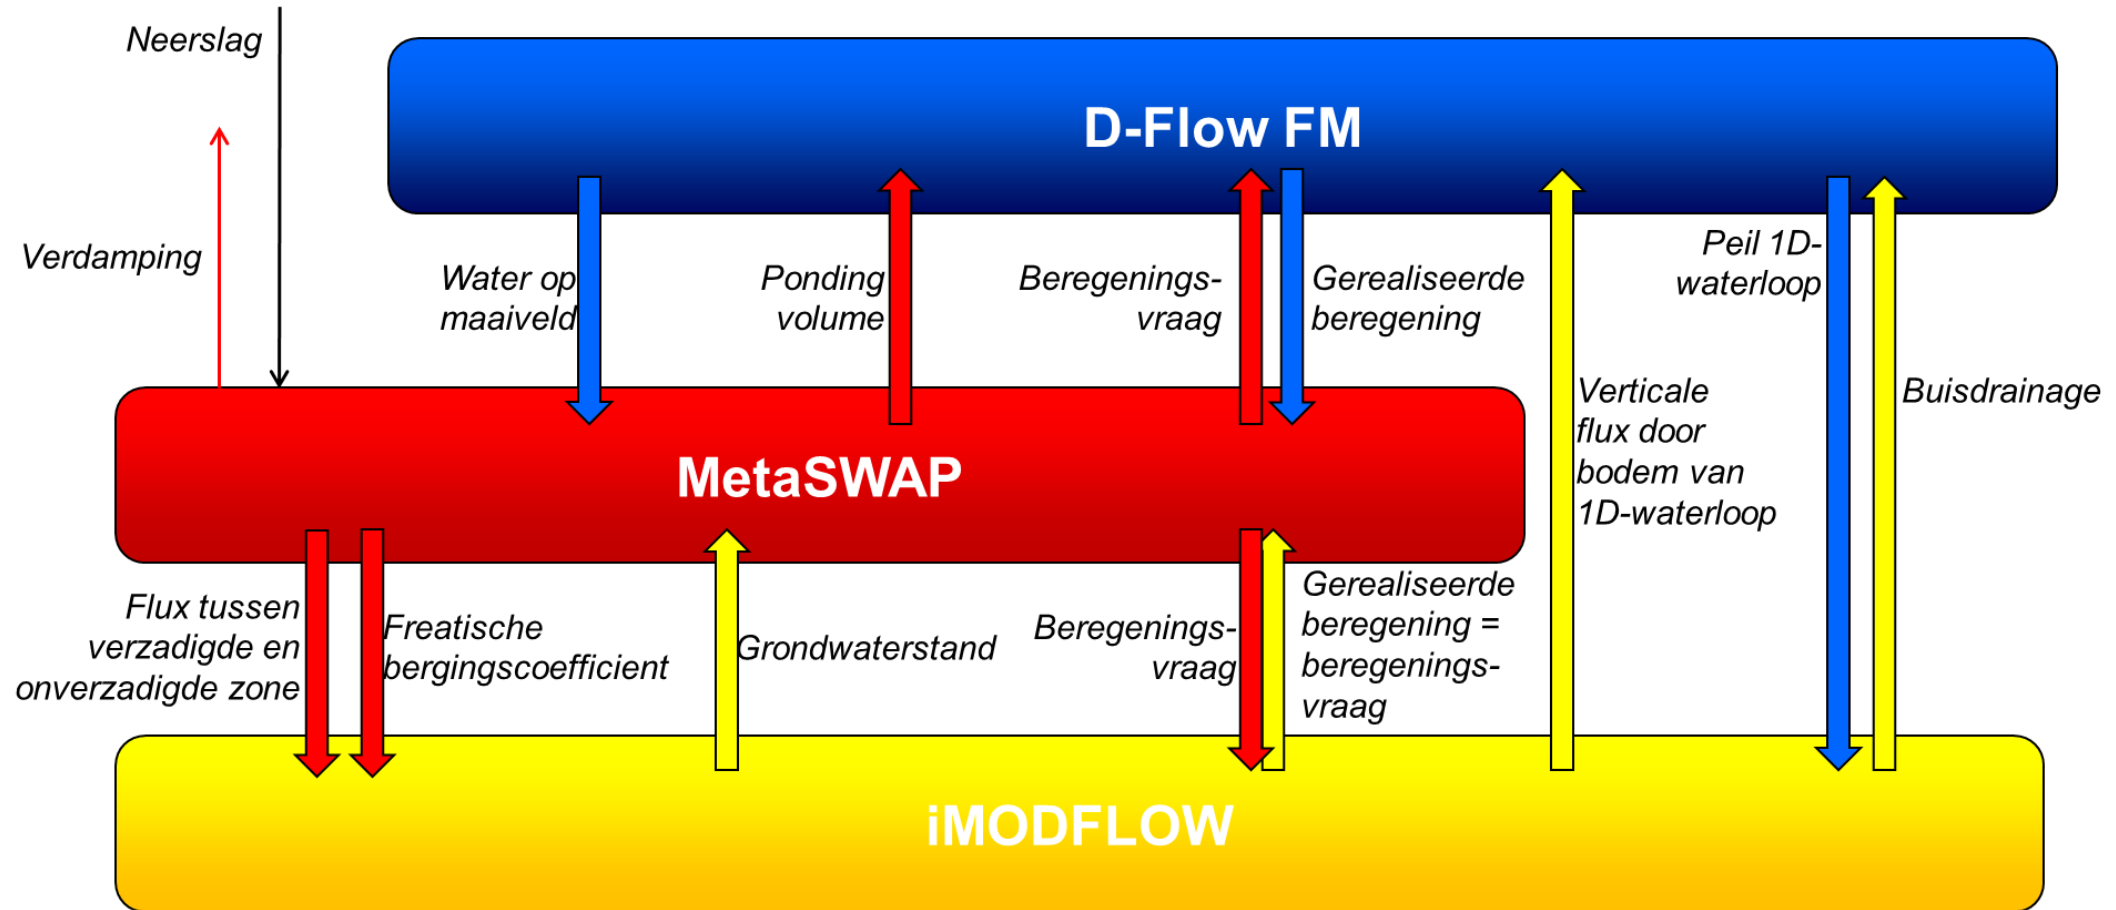 Neerslag
D-Flow FM
Verdamping
Water op
maaiveld
Ponding
volume
Beregenings-
vraag
Gerealiseerde
beregening
Peil 1D-
waterloop
Verticale
flux door
bodem van
1D-waterloop
Buisdrainage
MetaSWAP
Flux tussen
verzadigde en
onverzadigde zone
Freatische
bergingscoefficient
Grondwaterstand
Beregenings-
vraag
Gerealiseerde
beregening =
beregenings-
vraag
iMODFLOW